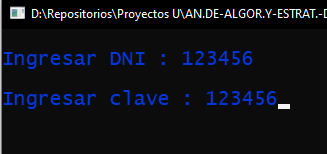 D:\Repositorios\Proyectos U\AN.DE-ALGOR.Y-ESTRAT.-D
Ingresar DNI : 123456
Ingresar clave : 123456